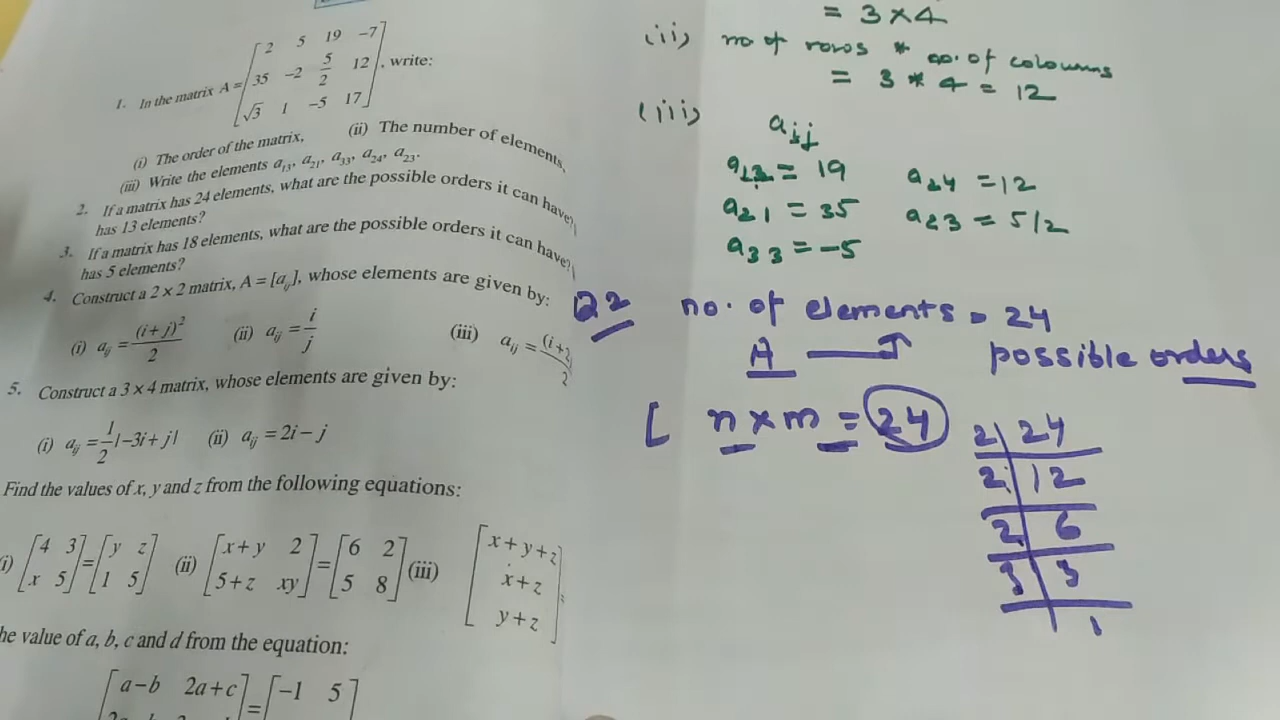 1. In the matrix A = [2 5 19 -7; 35 -2 5/2 12; √3 1 -5 17], write:
(i) The order of the matrix, (ii) The number of elements,
(iii) Write the elements a₁₃, a₂₁, a₃₃, a₂₄, a₂₃.
2. If a matrix has 24 elements, what are the possible orders it can have?
has 13 elements?
3. If a matrix has 18 elements, what are the possible orders it can have?
has 5 elements?
4. Construct a 2 × 2 matrix, A = [aᵢⱼ], whose elements are given by:
(i) aᵢⱼ = (i + j)²/2 (ii) aᵢⱼ = i/j (iii) aᵢⱼ = (i+2/2
5. Construct a 3 × 4 matrix, whose elements are given by:
(i) aᵢⱼ = 1/2 |-3i + j| (ii) aᵢⱼ = 2i - j
Find the values of x, y and z from the following equations:
i) [4 3; x 5] = [y z; 1 5] (ii) [x + y 2; 5 + z xy] = [6 2; 5 8] (iii) [x + y + z; x + z; y + z]
he value of a, b, c and d from the equation:
[a - b 2a + c = [-1 5
= 3 × 4
(ii) no of rows * no. of coloumns
= 3 * 4 = 12
(iii) aᵢⱼ
= 19 a₂₄ = 12
a₂₁ = 35 a₂₃ = 5/2
a₃₃ = -5
Q2 no. of elements = 24
A → possible orders
[ n × m = 24
2 24
2 12
2 6
3 3
1